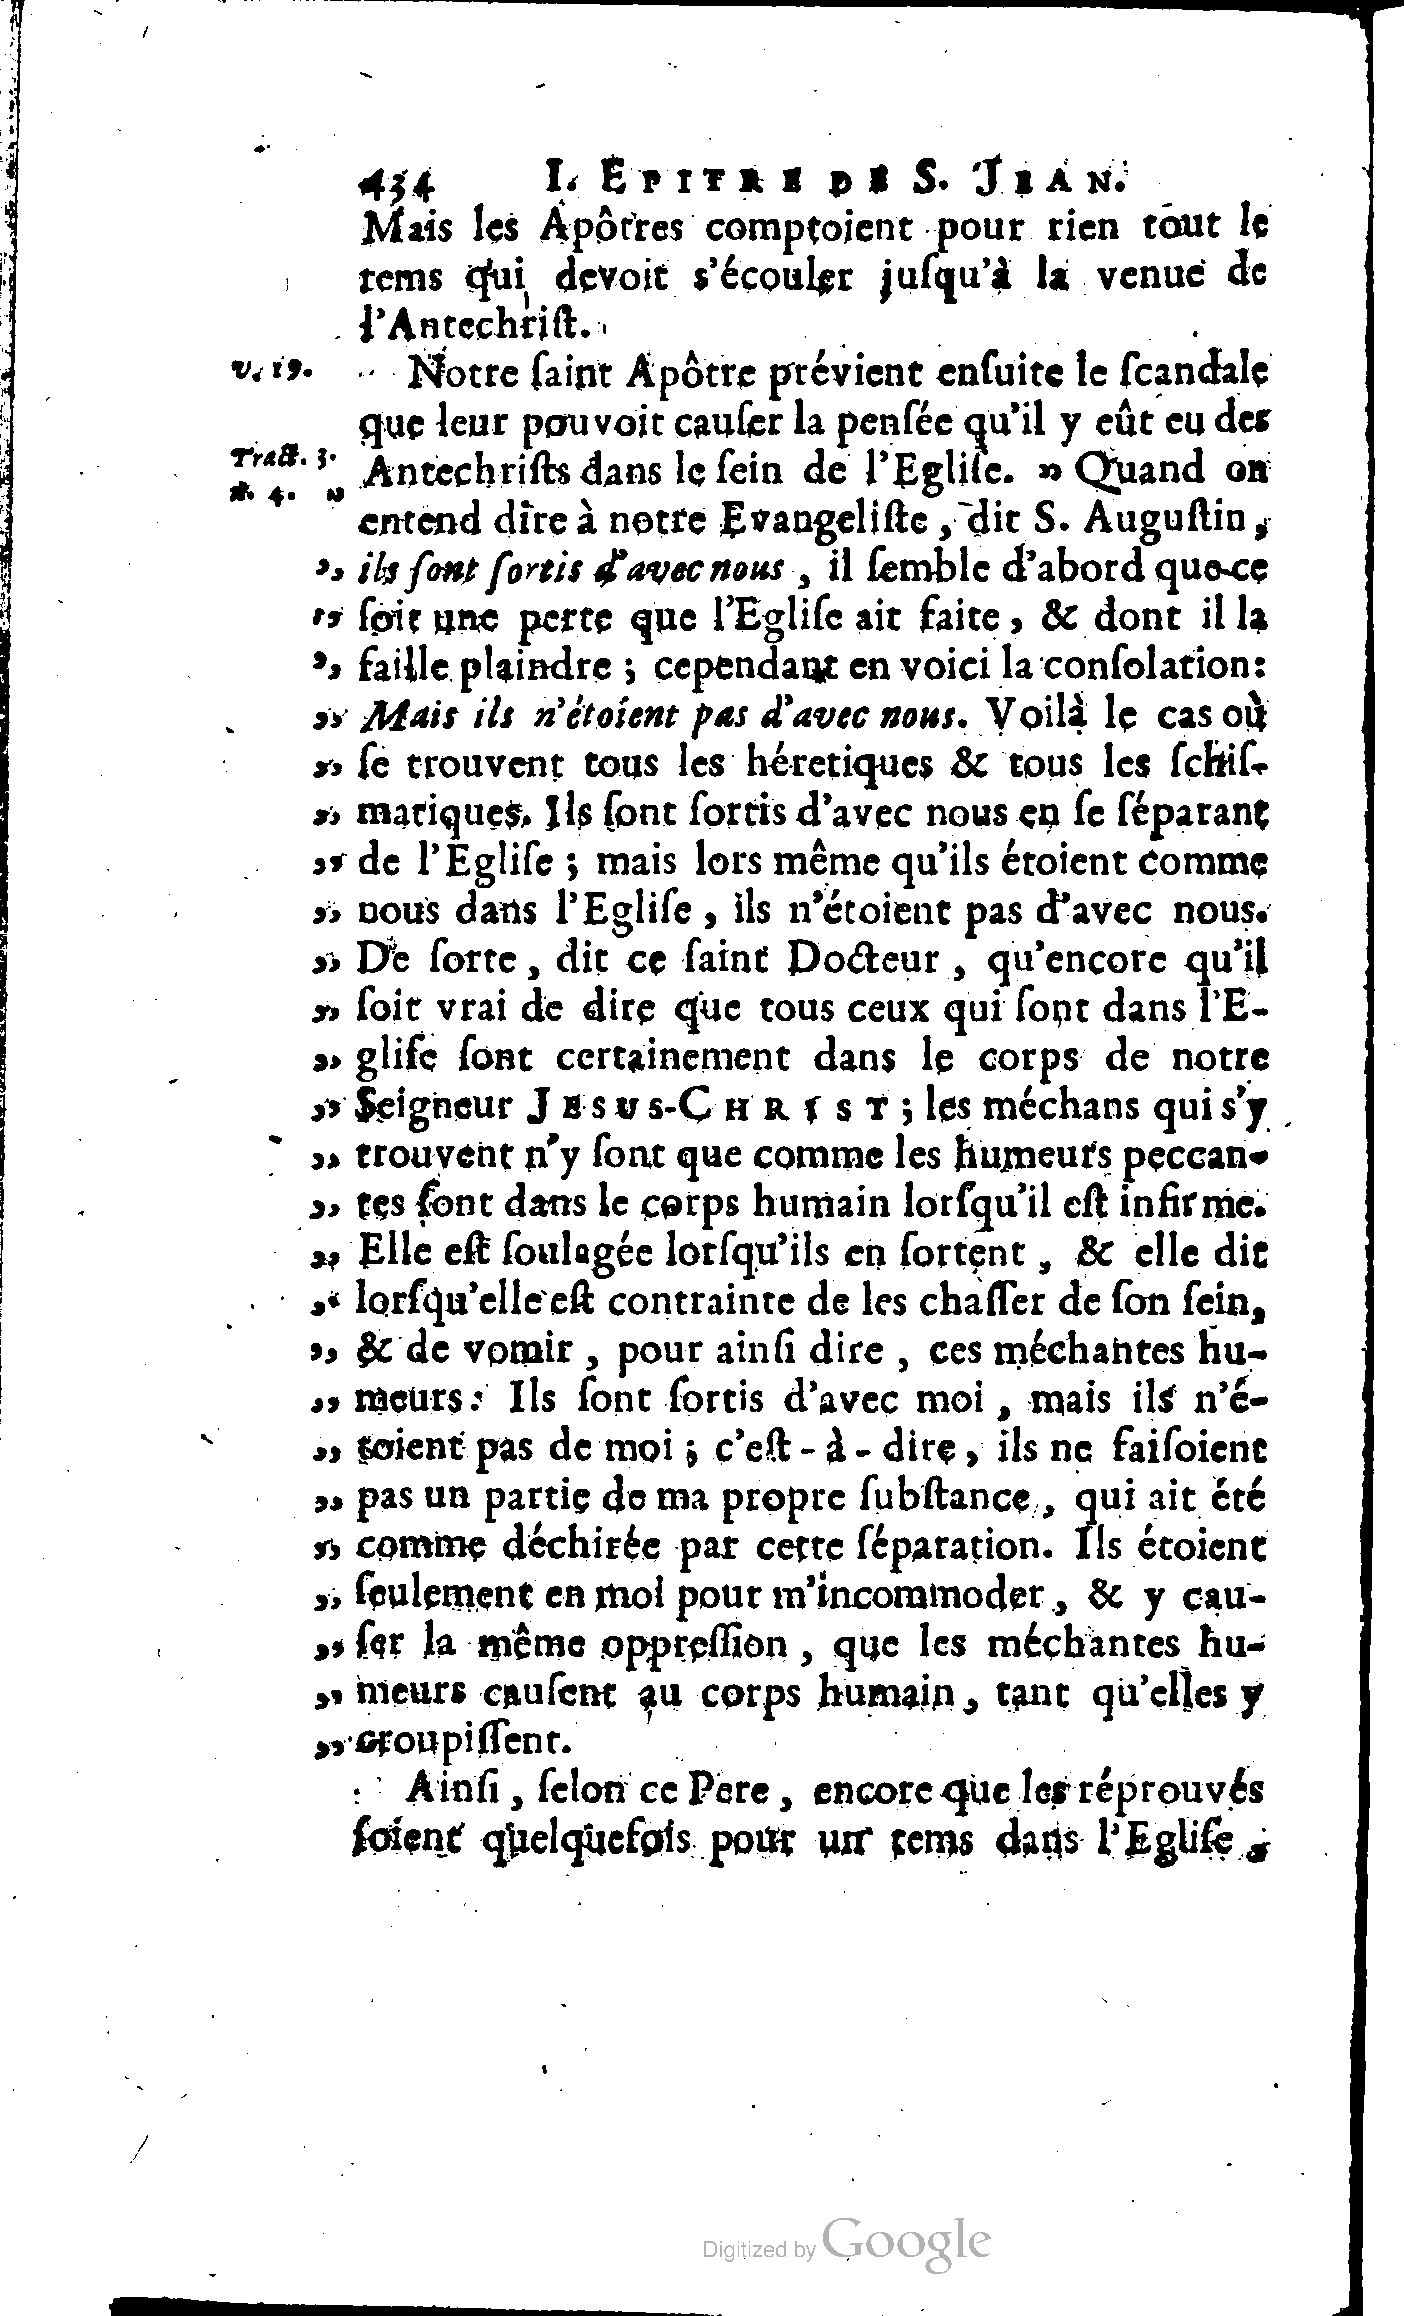 434 I. EPITRE DE S. JEAN.
Mais les Apôtres comptoient pour rien tout le
tems qui devoit s'écouler juſqu'à la venue de
l'Antechriſt.
v. 19. Notre ſaint Apôtre prévient enſuite le ſcandale
que leur pouvoit cauſer la penſée qu'il y eût eu des
Tract. 3. Antechriſts dans le ſein de l'Egliſe. » Quand on
n. 4. » entend dire à notre Evangeliſte, dit S. Auguſtin,
„ ils ſont ſortis d'avec nous, il ſemble d'abord que ce
„ ſoit une perte que l'Egliſe ait faite, & dont il la
„ faille plaindre ; cependant en voici la conſolation:
„ Mais ils n'étoient pas d'avec nous. Voilà le cas où
„ ſe trouvent tous les héretiques & tous les ſchiſ-
„ matiques. Ils ſont ſortis d'avec nous en ſe ſéparant
„ de l'Egliſe ; mais lors même qu'ils étoient comme
„ nous dans l'Egliſe, ils n'étoient pas d'avec nous.
„ De ſorte, dit ce ſaint Docteur, qu'encore qu'il
„ ſoit vrai de dire que tous ceux qui ſont dans l'E-
„ gliſe ſont certainement dans le corps de notre
„ Seigneur JESUS-CHRIST ; les méchans qui s'y
„ trouvent n'y ſont que comme les humeurs peccan-
„ tes ſont dans le corps humain lorſqu'il eſt infirme.
„ Elle eſt ſoulagée lorſqu'ils en ſortent, & elle dit
„ lorſqu'elle eſt contrainte de les chaſſer de ſon ſein,
„ & de vomir, pour ainſi dire, ces méchantes hu-
„ meurs: Ils ſont ſortis d'avec moi, mais ils n'é-
„ toient pas de moi ; c'eſt-à-dire, ils ne faiſoient
„ pas un partie de ma propre ſubſtance, qui ait été
„ comme déchirée par cette ſéparation. Ils étoient
„ ſeulement en moi pour m'incommoder, & y cau-
„ ſer la même oppreſſion, que les méchantes hu-
„ meurs cauſent au corps humain, tant qu'elles y
„ croupiſſent.
Ainſi, ſelon ce Pere, encore que les réprouvés
ſoient quelquefois pour un tems dans l'Egliſe,
Digitized by Google